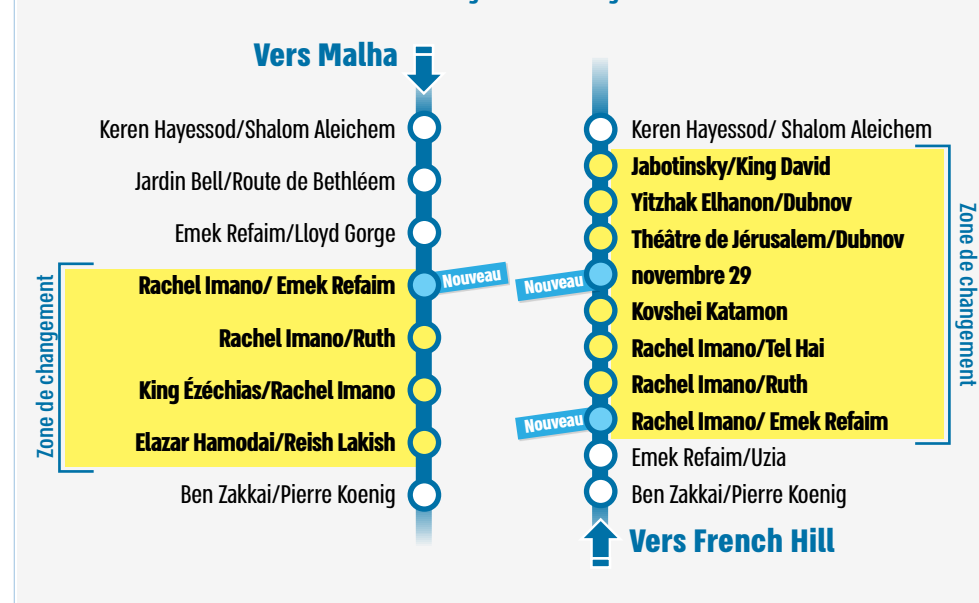 Vers Malha
Keren Hayessod/Shalom Aleichem
Jardin Bell/Route de Bethléem
Emek Refaim/Lloyd Gorge
Rachel Imano/ Emek Refaim
Nouveau
Rachel Imano/Ruth
King Ézéchias/Rachel Imano
Elazar Hamodai/Reish Lakish
Ben Zakkai/Pierre Koenig
Zone de changement
Keren Hayessod/ Shalom Aleichem
Jabotinsky/King David
Yitzhak Elhanon/Dubnov
Théâtre de Jérusalem/Dubnov
Nouveau
novembre 29
Kovshei Katamon
Rachel Imano/Tel Hai
Rachel Imano/Ruth
Nouveau
Rachel Imano/ Emek Refaim
Emek Refaim/Uzia
Ben Zakkai/Pierre Koenig
Zone de changement
Vers French Hill